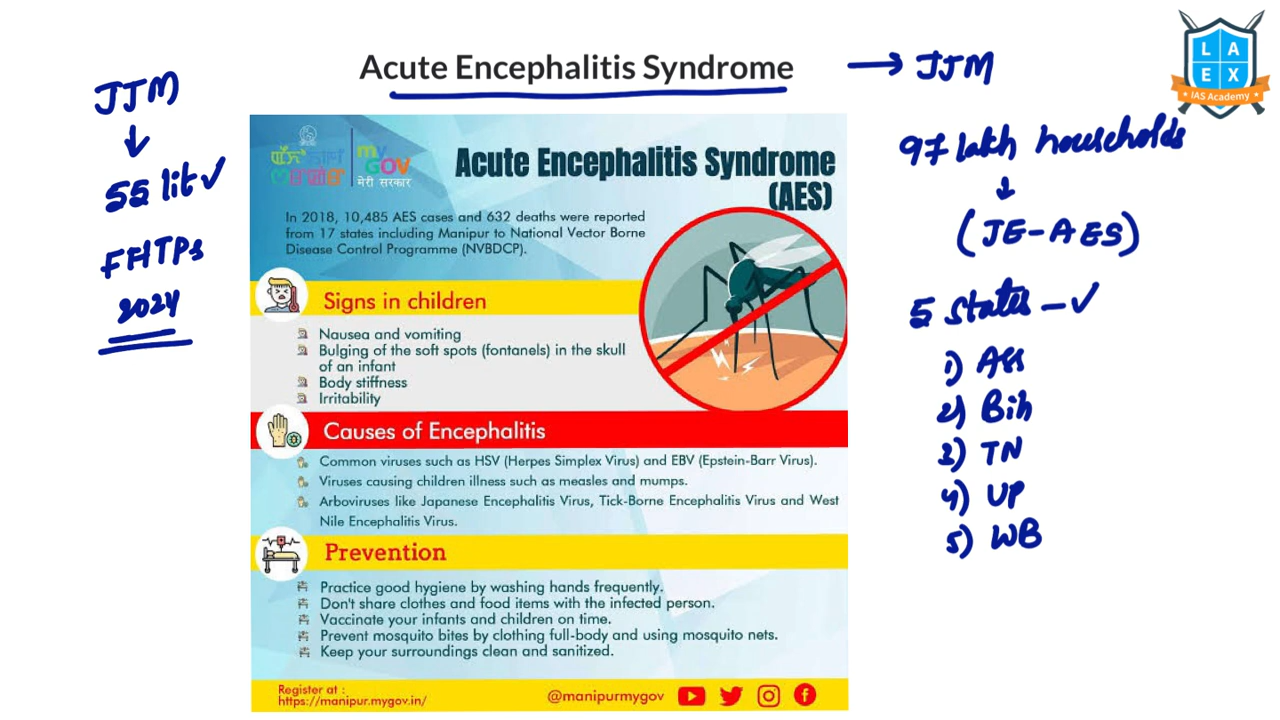 Acute Encephalitis Syndrome
→ JJM
L A
E X
IAS Academy
JJM
↓
55 lit ✓
FHTPs
2024
my
GOV
मेरी सरकार
Acute Encephalitis Syndrome
(AES)
In 2018, 10,485 AES cases and 632 deaths were reported
from 17 states including Manipur to National Vector Borne
Disease Control Programme (NVBDCP).
Signs in children
Nausea and vomiting
Bulging of the soft spots (fontanels) in the skull
of an infant
Body stiffness
Irritability
Causes of Encephalitis
Common viruses such as HSV (Herpes Simplex Virus) and EBV (Epstein-Barr Virus).
Viruses causing children illness such as measles and mumps.
Arboviruses like Japanese Encephalitis Virus, Tick-Borne Encephalitis Virus and West
Nile Encephalitis Virus.
Prevention
Practice good hygiene by washing hands frequently.
Don't share clothes and food items with the infected person.
Vaccinate your infants and children on time.
Prevent mosquito bites by clothing full-body and using mosquito nets.
Keep your surroundings clean and sanitized.
Register at :
https://manipur.mygov.in/
@manipurmygov
97 lakh households
↓
(JE-AES)
5 states - ✓
1) Ass
2) Bih
3) TN
4) UP
5) WB